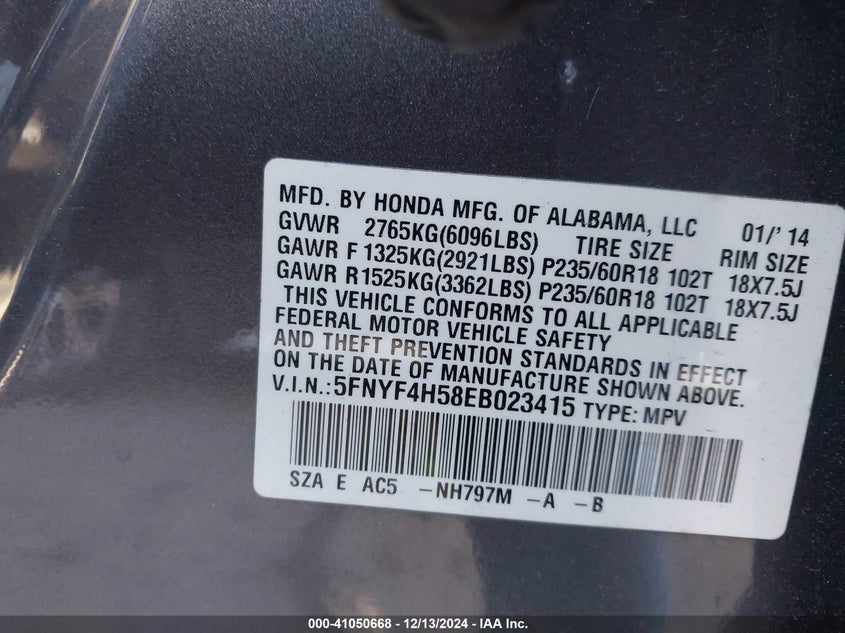 MFD. BY HONDA MFG. OF ALABAMA, LLC 01/'14
GVWR 2765KG(6096LBS) TIRE SIZE RIM SIZE
GAWR F 1325KG(2921LBS) P235/60R18 102T 18X7.5J
GAWR R1525KG(3362LBS) P235/60R18 102T 18X7.5J
THIS VEHICLE CONFORMS TO ALL APPLICABLE
FEDERAL MOTOR VEHICLE SAFETY
AND THEFT PREVENTION STANDARDS IN EFFECT
ON THE DATE OF MANUFACTURE SHOWN ABOVE.
V.I.N.:5FNYF4H58EB023415 TYPE: MPV
SZA E AC5 -NH797M -A -B
000-41050668 - 12/13/2024 - IAA Inc.